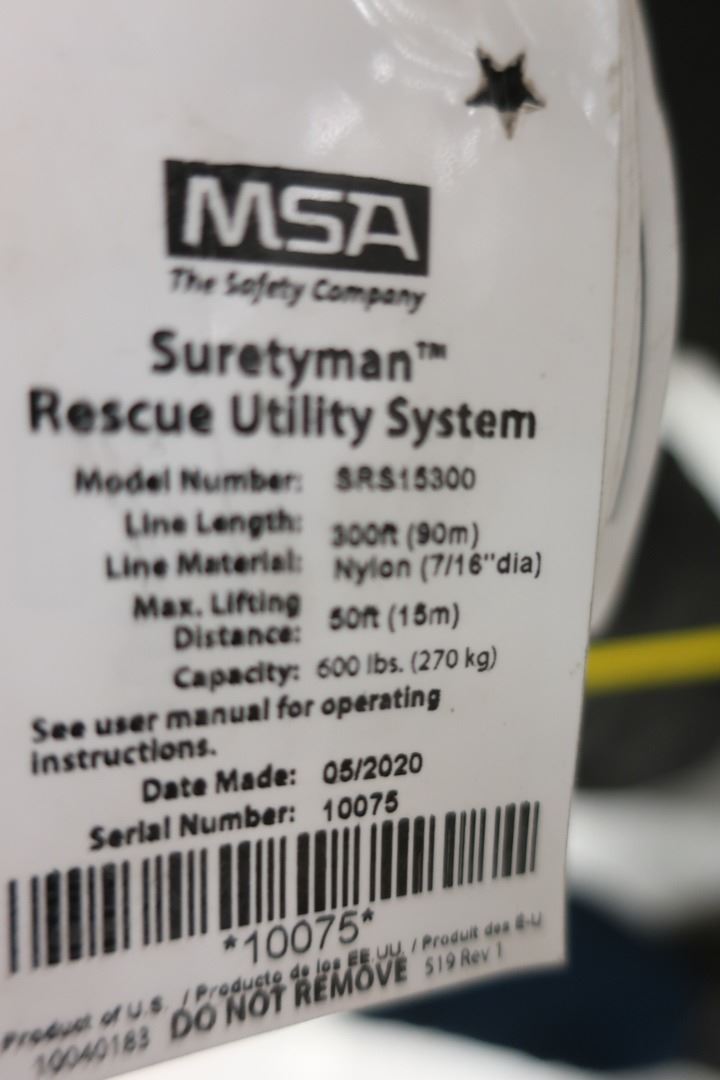 MSA
The Safety Company
Suretyman™
Rescue Utility System
Model Number: SRS15300
Line Length: 300ft (90m)
Line Material: Nylon (7/16"dia)
Max. Lifting
Distance: 50ft (15m)
Capacity: 600 lbs. (270 kg)
See user manual for operating
instructions.
Date Made: 05/2020
Serial Number: 10075
*10075*
Product of U.S. / Producto de los EE.UU. / Produit des E-U
10040183 DO NOT REMOVE 519 Rev 1